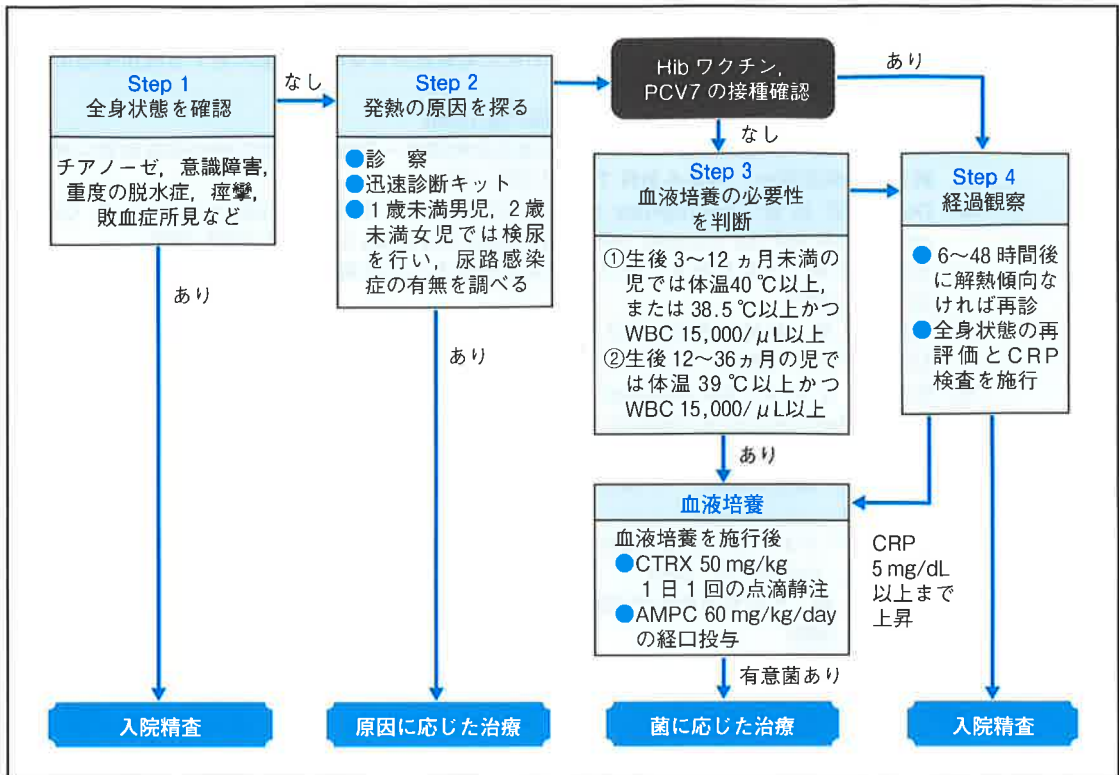 Step 1
全身状態を確認
チアノーゼ，意識障害，
重度の脱水症，痙攣，
敗血症所見など
なし
あり
Step 2
発熱の原因を探る
●診　察
●迅速診断キット
●1歳未満男児，2歳
未満女児では検尿
を行い，尿路感染
症の有無を調べる
あり
Hib ワクチン，
PCV7 の接種確認
なし
あり
Step 3
血液培養の必要性
を判断
①生後 3〜12ヵ月未満の
児では体温40℃以上，
または 38.5℃以上かつ
WBC 15,000/μL以上
②生後 12〜36ヵ月の児で
は体温 39℃以上かつ
WBC 15,000/μL以上
あり
Step 4
経過観察
●6〜48 時間後
に解熱傾向な
ければ再診
●全身状態の再
評価とCRP
検査を施行
血液培養
血液培養を施行後
●CTRX 50 mg/kg
1日1回の点滴静注
●AMPC 60 mg/kg/day
の経口投与
有意菌あり
CRP
5 mg/dL
以上まで
上昇
入院精査
原因に応じた治療
菌に応じた治療
入院精査